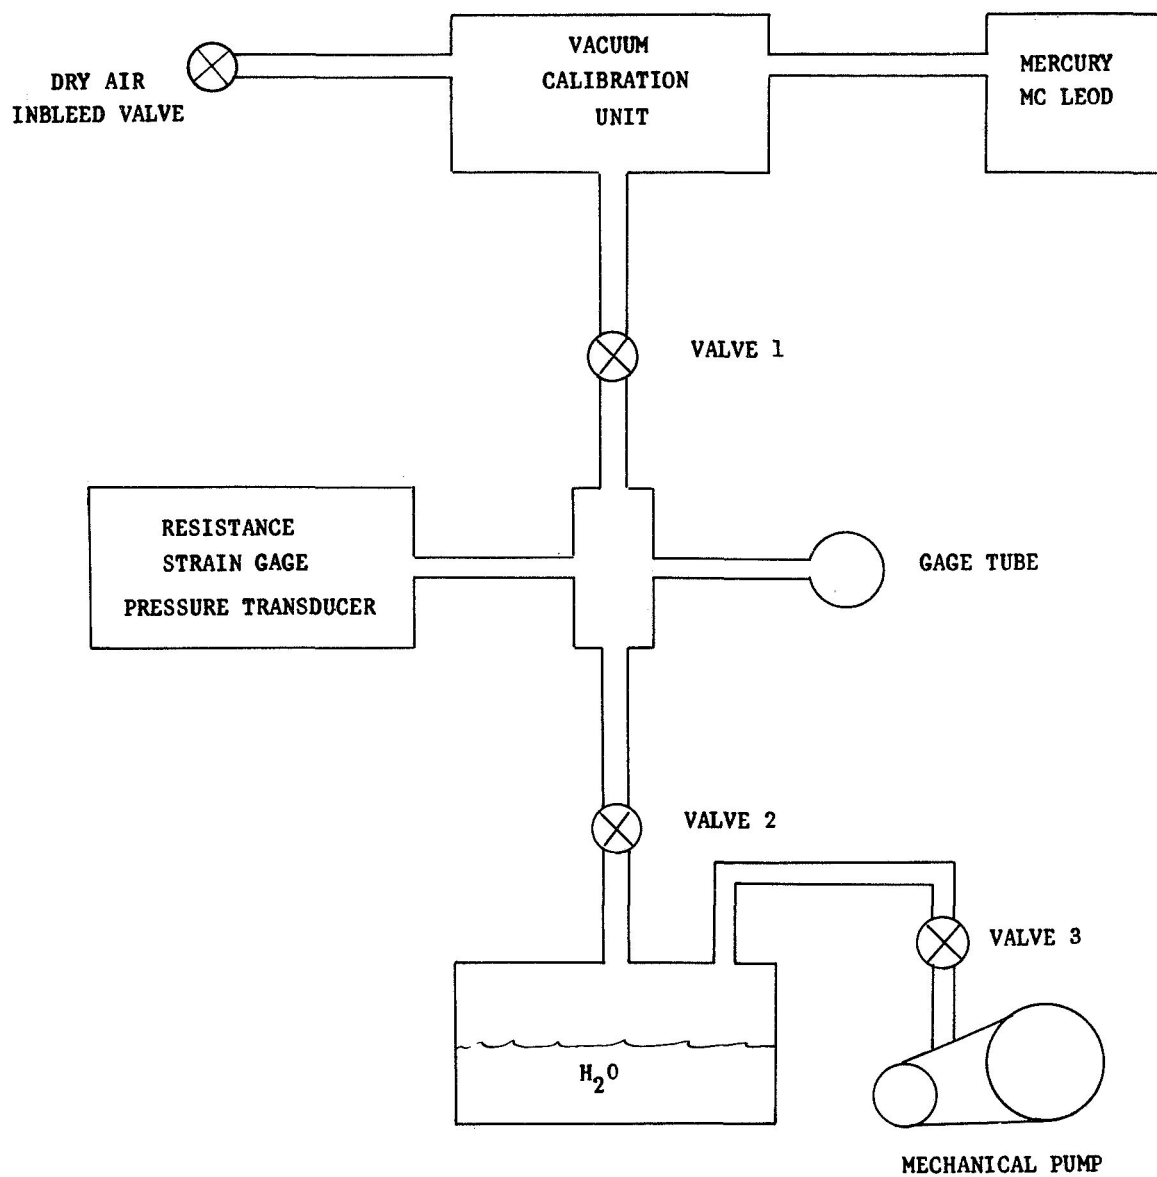 DRY AIR
INBLEED VALVE
VACUUM
CALIBRATION
UNIT
MERCURY
MC LEOD
VALVE 1
RESISTANCE
STRAIN GAGE
PRESSURE TRANSDUCER
GAGE TUBE
VALVE 2
VALVE 3
H2O
MECHANICAL PUMP